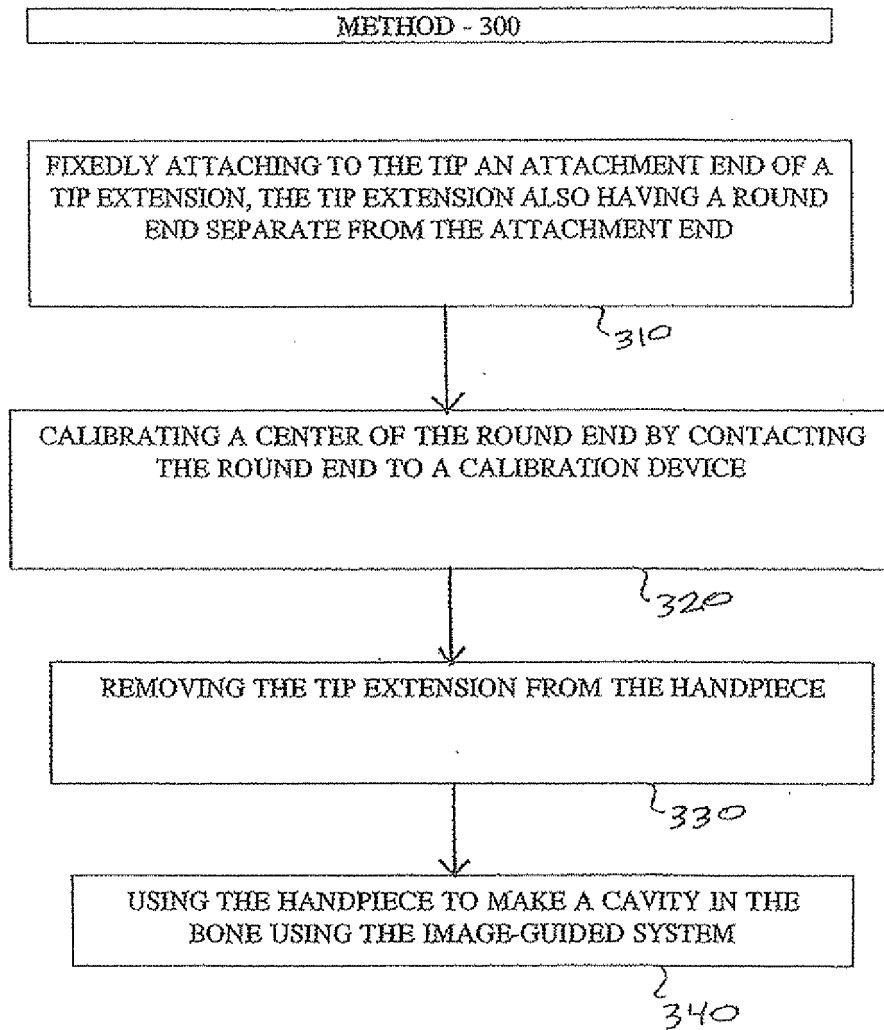 METHOD - 300
FIXEDLY ATTACHING TO THE TIP AN ATTACHMENT END OF A
TIP EXTENSION, THE TIP EXTENSION ALSO HAVING A ROUND
END SEPARATE FROM THE ATTACHMENT END
310
CALIBRATING A CENTER OF THE ROUND END BY CONTACTING
THE ROUND END TO A CALIBRATION DEVICE
320
REMOVING THE TIP EXTENSION FROM THE HANDPIECE
330
USING THE HANDPIECE TO MAKE A CAVITY IN THE
BONE USING THE IMAGE-GUIDED SYSTEM
340